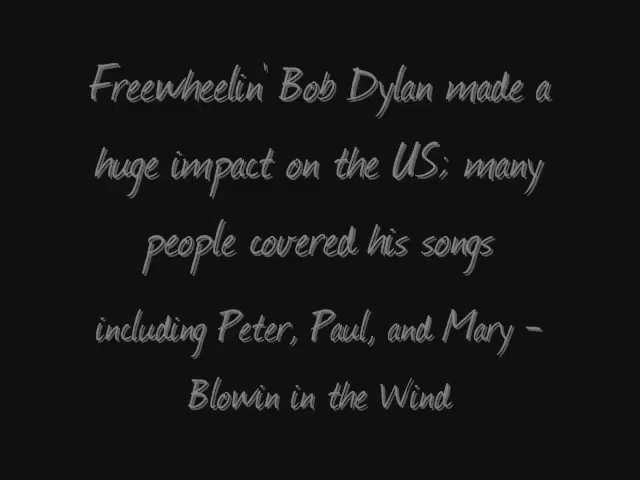 Freewheelin' Bob Dylan made a
huge impact on the US; many
people covered his songs
including Peter, Paul, and Mary -
Blowin in the Wind